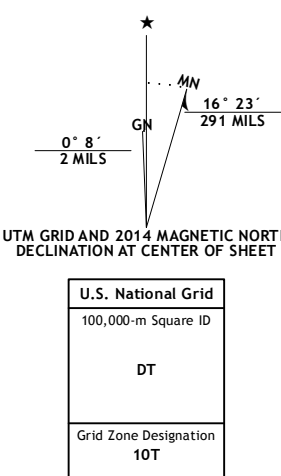 ★
MN
16° 23´
291 MILS
GN
0° 8´
2 MILS
UTM GRID AND 2014 MAGNETIC NORT
DECLINATION AT CENTER OF SHEET
U.S. National Grid
100,000-m Square ID
DT
Grid Zone Designation
10T